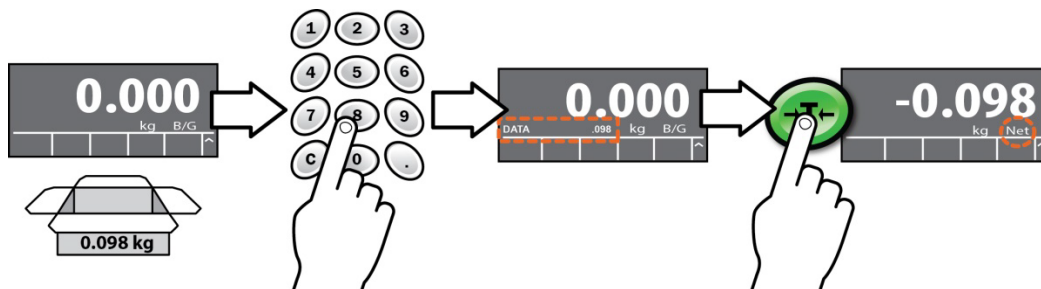 0.000
kg B/G
0.098 kg
1 2 3
4 5 6
7 8 9
C 0 .
0.000
DATA .098 kg B/G
T
-0.098
kg Net